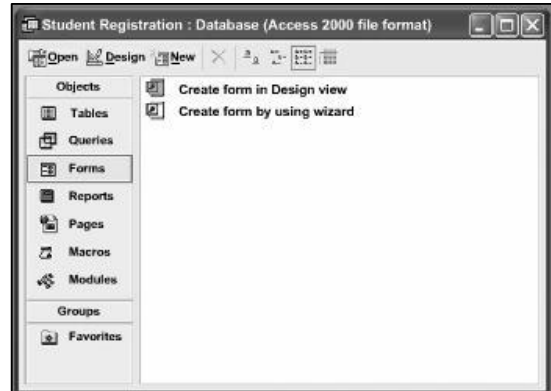 Student Registration : Database (Access 2000 file format)
Open Design New
Objects
Tables
Queries
Forms
Reports
Pages
Macros
Modules
Groups
Favorites
Create form in Design view
Create form by using wizard